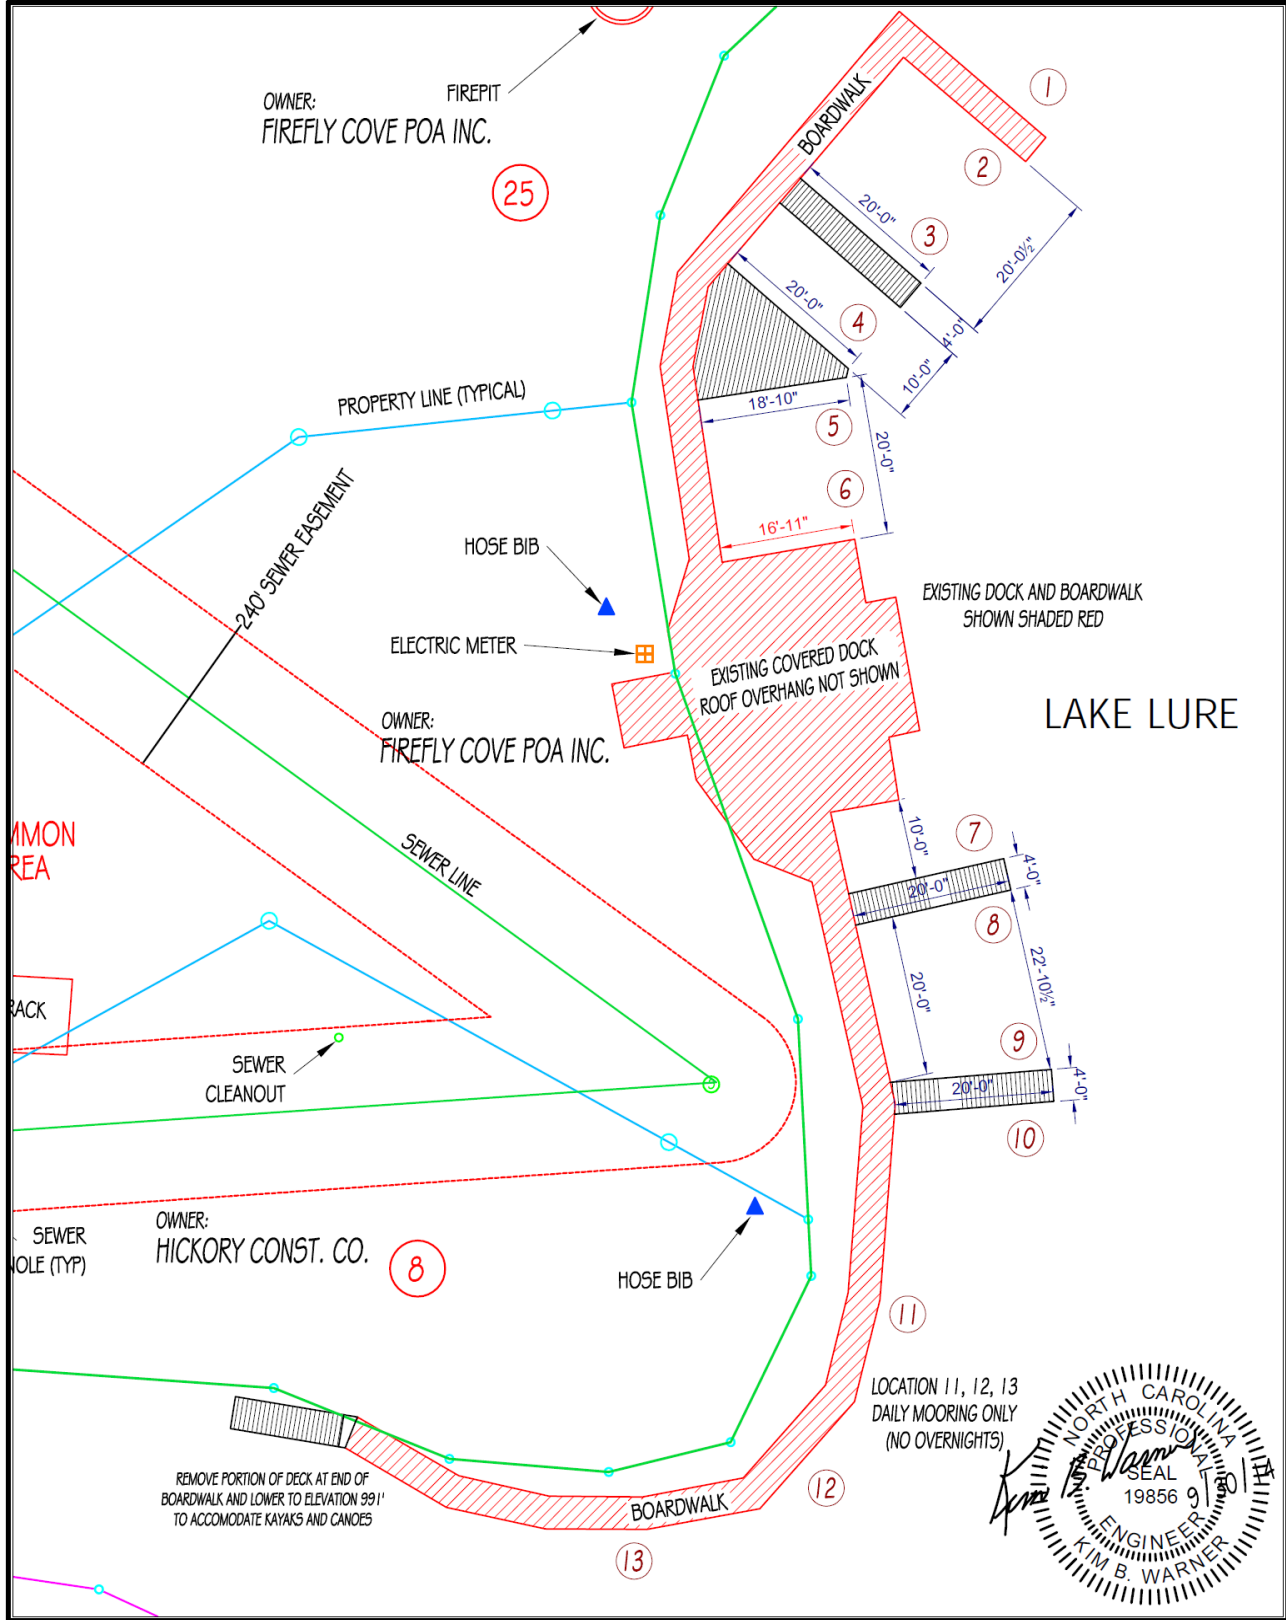 FIREPIT
OWNER:
FIREFLY COVE POA INC.
25
BOARDWALK
1
2
20'-0"
3
20'-0½"
20'-0"
4
4'-0"
10'-0"
PROPERTY LINE (TYPICAL)
18'-10"
5
20'-0"
6
16'-11"
240' SEWER EASEMENT
HOSE BIB
EXISTING DOCK AND BOARDWALK
SHOWN SHADED RED
ELECTRIC METER
EXISTING COVERED DOCK
ROOF OVERHANG NOT SHOWN
OWNER:
FIREFLY COVE POA INC.
LAKE LURE
MMON
REA
SEWER LINE
10'-0"
7
4'-0"
20'-0"
8
20'-0"
22'-10½"
RACK
SEWER
CLEANOUT
9
20'-0"
4'-0"
10
SEWER
OLE (TYP)
OWNER:
HICKORY CONST. CO.
8
HOSE BIB
11
LOCATION 11, 12, 13
DAILY MOORING ONLY
(NO OVERNIGHTS)
REMOVE PORTION OF DECK AT END OF
BOARDWALK AND LOWER TO ELEVATION 991'
TO ACCOMODATE KAYAKS AND CANOES
BOARDWALK
12
13
NORTH CAROLINA
PROFESSIONAL
SEAL
19856
ENGINEER
KIM B. WARNER
Kim B. Warner